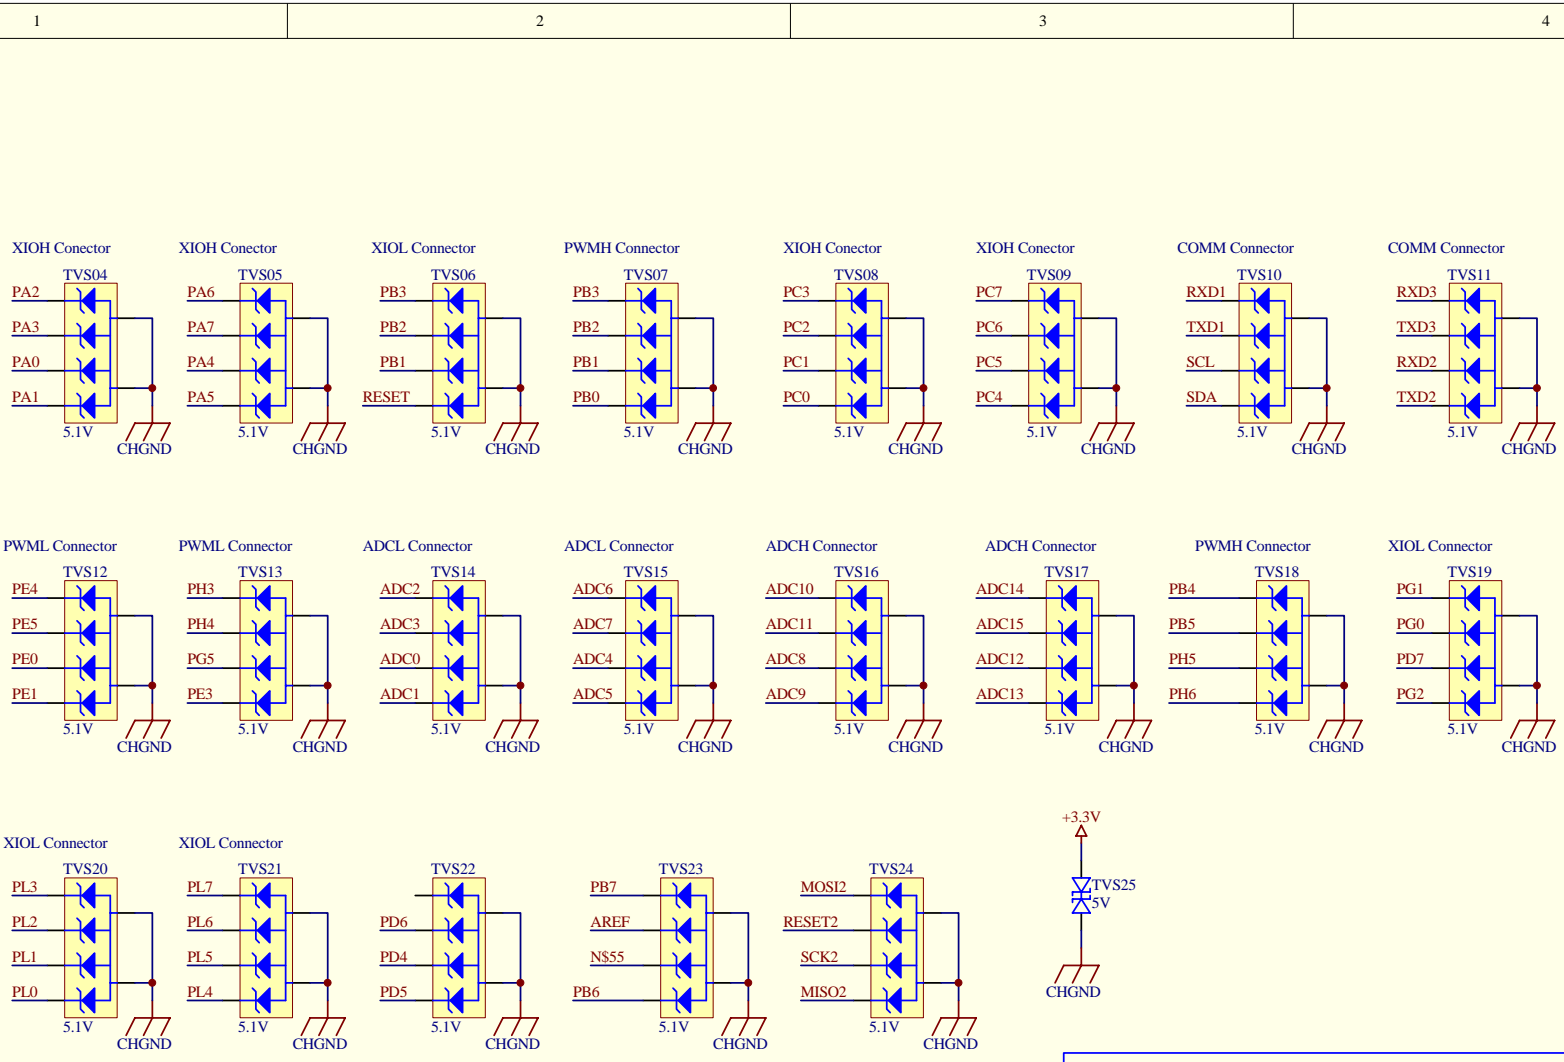 1 2 3 4
XIOH Conector XIOH Conector XIOL Connector PWMH Connector XIOH Conector XIOH Conector COMM Connector COMM Connector
TVS04 TVS05 TVS06 TVS07 TVS08 TVS09 TVS10 TVS11
PA2 PA6 PB3 PB3 PC3 PC7 RXD1 RXD3
PA3 PA7 PB2 PB2 PC2 PC6 TXD1 TXD3
PA0 PA4 PB1 PB1 PC1 PC5 SCL RXD2
PA1 PA5 RESET PB0 PC0 PC4 SDA TXD2
5.1V 5.1V 5.1V 5.1V 5.1V 5.1V 5.1V 5.1V
CHGND CHGND CHGND CHGND CHGND CHGND CHGND CHGND
PWML Connector PWML Connector ADCL Connector ADCL Connector ADCH Connector ADCH Connector PWMH Connector XIOL Connector
TVS12 TVS13 TVS14 TVS15 TVS16 TVS17 TVS18 TVS19
PE4 PH3 ADC2 ADC6 ADC10 ADC14 PB4 PG1
PE5 PH4 ADC3 ADC7 ADC11 ADC15 PB5 PG0
PE0 PG5 ADC0 ADC4 ADC8 ADC12 PH5 PD7
PE1 PE3 ADC1 ADC5 ADC9 ADC13 PH6 PG2
5.1V 5.1V 5.1V 5.1V 5.1V 5.1V 5.1V 5.1V
CHGND CHGND CHGND CHGND CHGND CHGND CHGND CHGND
+3.3V
XIOL Connector XIOL Connector
TVS20 TVS21 TVS22 TVS23 TVS24
PL3 PL7 PB7 MOSI2 TVS25
5V
PL2 PL6 PD6 AREF RESET2
PL1 PL5 PD4 N$55 SCK2
PL0 PL4 PD5 PB6 MISO2 CHGND
5.1V 5.1V 5.1V 5.1V 5.1V
CHGND CHGND CHGND CHGND CHGND